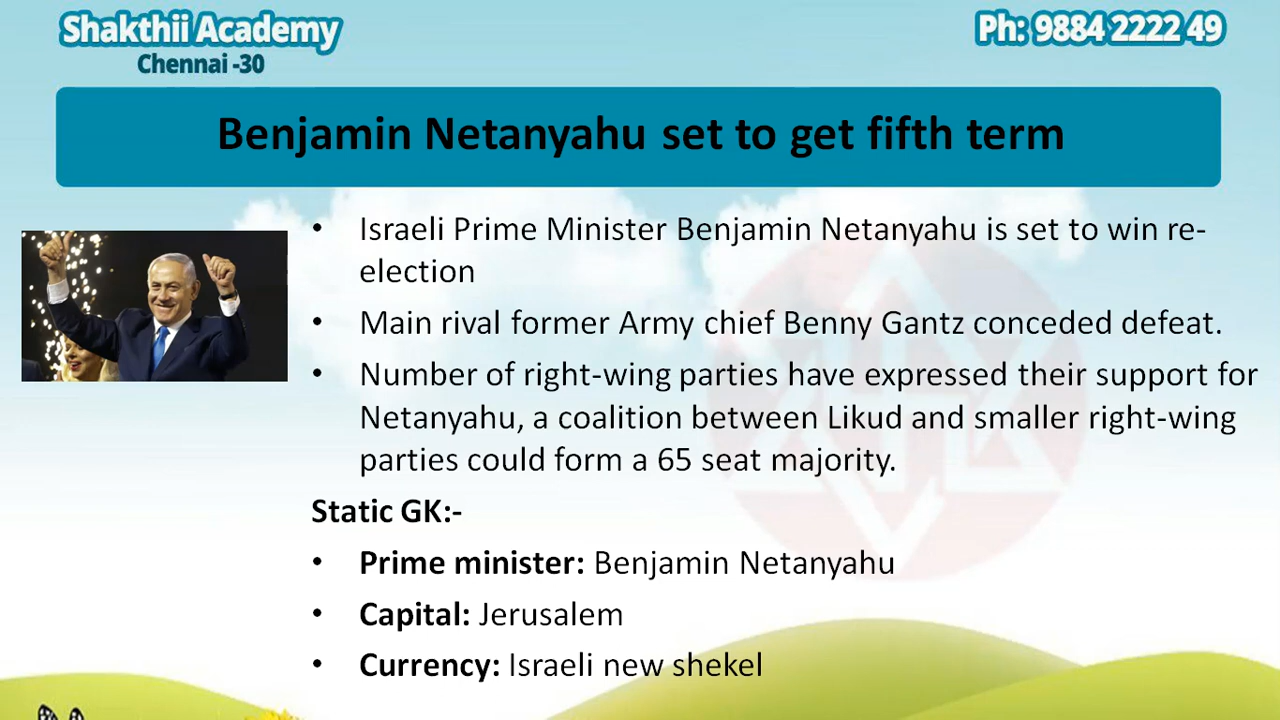 Shakthii Academy
Chennai -30
Ph: 9884 2222 49
Benjamin Netanyahu set to get fifth term
• Israeli Prime Minister Benjamin Netanyahu is set to win re-
election
• Main rival former Army chief Benny Gantz conceded defeat.
• Number of right-wing parties have expressed their support for
Netanyahu, a coalition between Likud and smaller right-wing
parties could form a 65 seat majority.
Static GK:-
• Prime minister: Benjamin Netanyahu
• Capital: Jerusalem
• Currency: Israeli new shekel